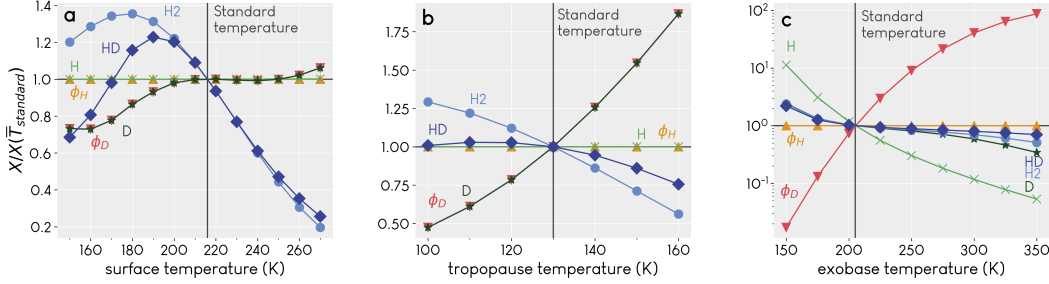 a
Standard
temperature
H2
HD
H
ϕH
D
ϕD
X/X(T̅standard)
1.4
1.2
1.0
0.8
0.6
0.4
0.2
160
180
200
220
240
260
surface temperature (K)
b
Standard
temperature
H2
HD
H
ϕH
D
ϕD
1.75
1.50
1.25
1.00
0.75
0.50
100
110
120
130
140
150
160
tropopause temperature (K)
c
Standard
temperature
H
ϕH
ϕD
HD
H2
D
10²
10¹
10⁰
10⁻¹
150
200
250
300
350
exobase temperature (K)